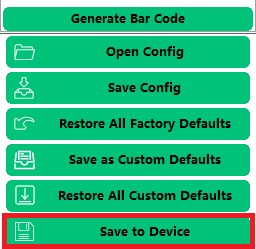 Generate Bar Code
Open Config
Save Config
Restore All Factory Defaults
Save as Custom Defaults
Restore All Custom Defaults
Save to Device